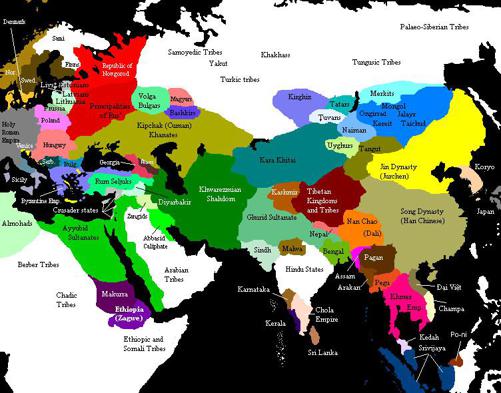 Denmark
Sami
Nor.
Swed.
Finns
Livs
Estonians
Latvians
Lithuanians
Prussia
Poland
Holy
Roman
Empire
Hungary
Venice
Serb.
Bulg.
Sicily
Byzantine Emp.
Crusader states
Almohads
Republic of
Novgorod
Principalities
of Rus'
Volga
Bulgars
Magyars
Bashkirs
Kipchak (Cuman)
Khanates
Georgia
Rum Seljuks
Zengids
Diyarbakir
Abbasid
Caliphate
Ayyubid
Sultanates
Berber Tribes
Arabian
Tribes
Chadic
Tribes
Makuria
Ethiopia
(Zagwe)
Ethiopic and
Somali Tribes
Samoyedic Tribes
Yakut
Khakhass
Turkic tribes
Tungusic Tribes
Palaeo-Siberian Tribes
Kirghiz
Tatars
Tuvans
Merkits
Mongol
Ongirrad
Jalayr
Kereit
Taichiud
Naiman
Uyghurs
Tangut
Kara Khitai
Khwarezmian
Shahdom
Kashmir
Tibetan
Kingdoms
and Tribes
Jin Dynasty
(Jurchen)
Koryo
Japan
Song Dynasty
(Han Chinese)
Nan Chao
(Dali)
Ghurid Sultanate
Nepal
Sindh
Malwa
Bengal
Hindu States
Assam
Arakan
Pagan
Pegu
Khmer
Emp.
Dai Việt
Champa
Karnataka
Kerala
Chola
Empire
Sri Lanka
Kedah
Srivijaya
Po-ni